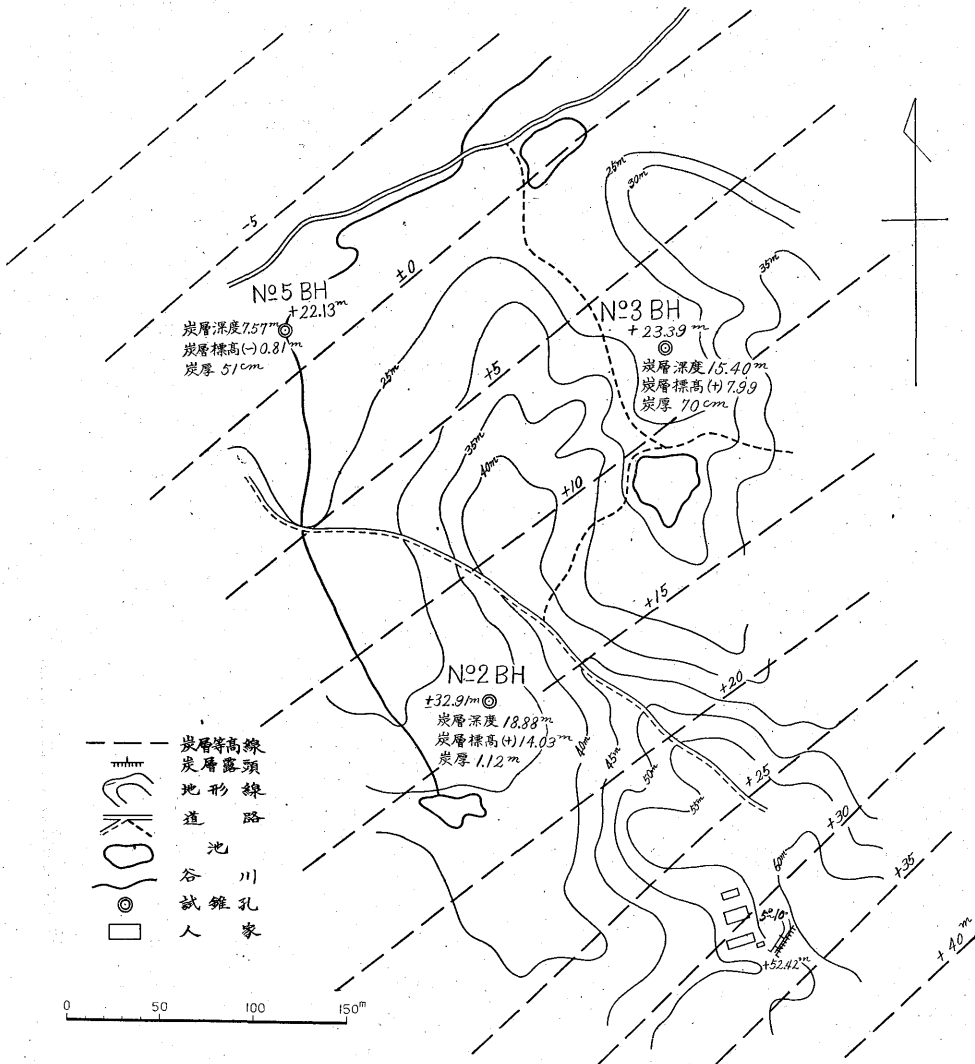 25m
30m
-5
35m
±0
№5 BH
+22.13m
炭層深度7.57m
炭層標高(-)0.81m
炭厚 51cm
№3 BH
+23.39m
炭層深度15.40m
炭層標高(+)7.99
炭厚 70cm
25m
+5
35m
40m
+10
+15
№2 BH
±32.91m
炭層深度18.88m
炭層標高(+)14.03m
炭厚 1.12m
+20
40m
45m
50m
55m
+25
+30
60m
+35
+40m
5°-10°
+52.42m
炭層等高線
炭層露頭
地形線
道路
池
谷川
試錐孔
人家
0 50 100 150m